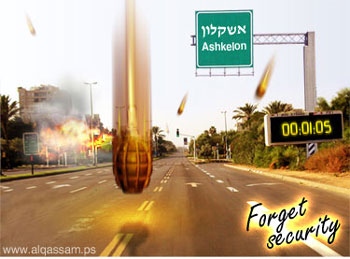 אשקלון
Ashkelon
00:01:05
Forget
security
www.alqassam.ps